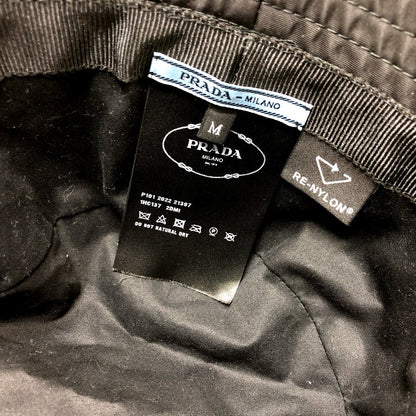 PRADA - MILANO
M
PRADA
MILANO
P101 2022 21397
1HC137 2DMI
DO NOT NATURAL DRY
RE-NYLON®